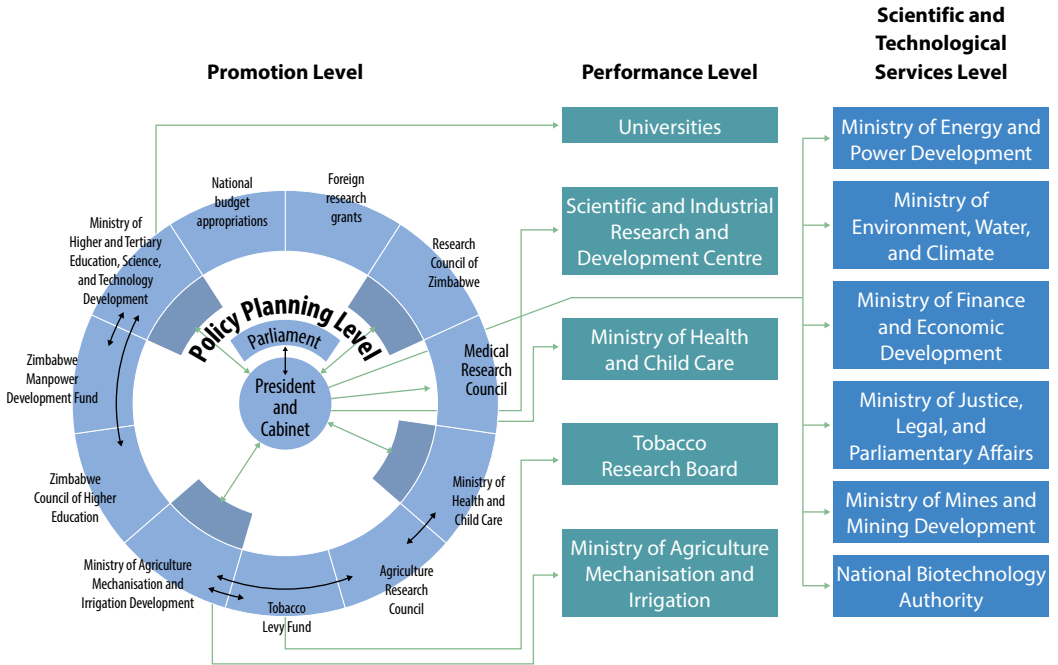 Promotion Level
Performance Level
Scientific and
Technological
Services Level
National
budget
appropriations
Foreign
research
grants
Research
Council of
Zimbabwe
Medical
Research
Council
Ministry of
Health and
Child Care
Agriculture
Research
Council
Tobacco
Levy Fund
Ministry of Agriculture
Mechanisation and
Irrigation Development
Zimbabwe
Council of Higher
Education
Zimbabwe
Manpower
Development Fund
Ministry of
Higher and Tertiary
Education, Science,
and Technology
Development
Policy Planning Level
Parliament
President
and
Cabinet
Universities
Scientific and Industrial
Research and
Development Centre
Ministry of Health
and Child Care
Tobacco
Research Board
Ministry of Agriculture
Mechanisation and
Irrigation
Ministry of Energy and
Power Development
Ministry of
Environment, Water,
and Climate
Ministry of Finance
and Economic
Development
Ministry of Justice,
Legal, and
Parliamentary Affairs
Ministry of Mines and
Mining Development
National Biotechnology
Authority